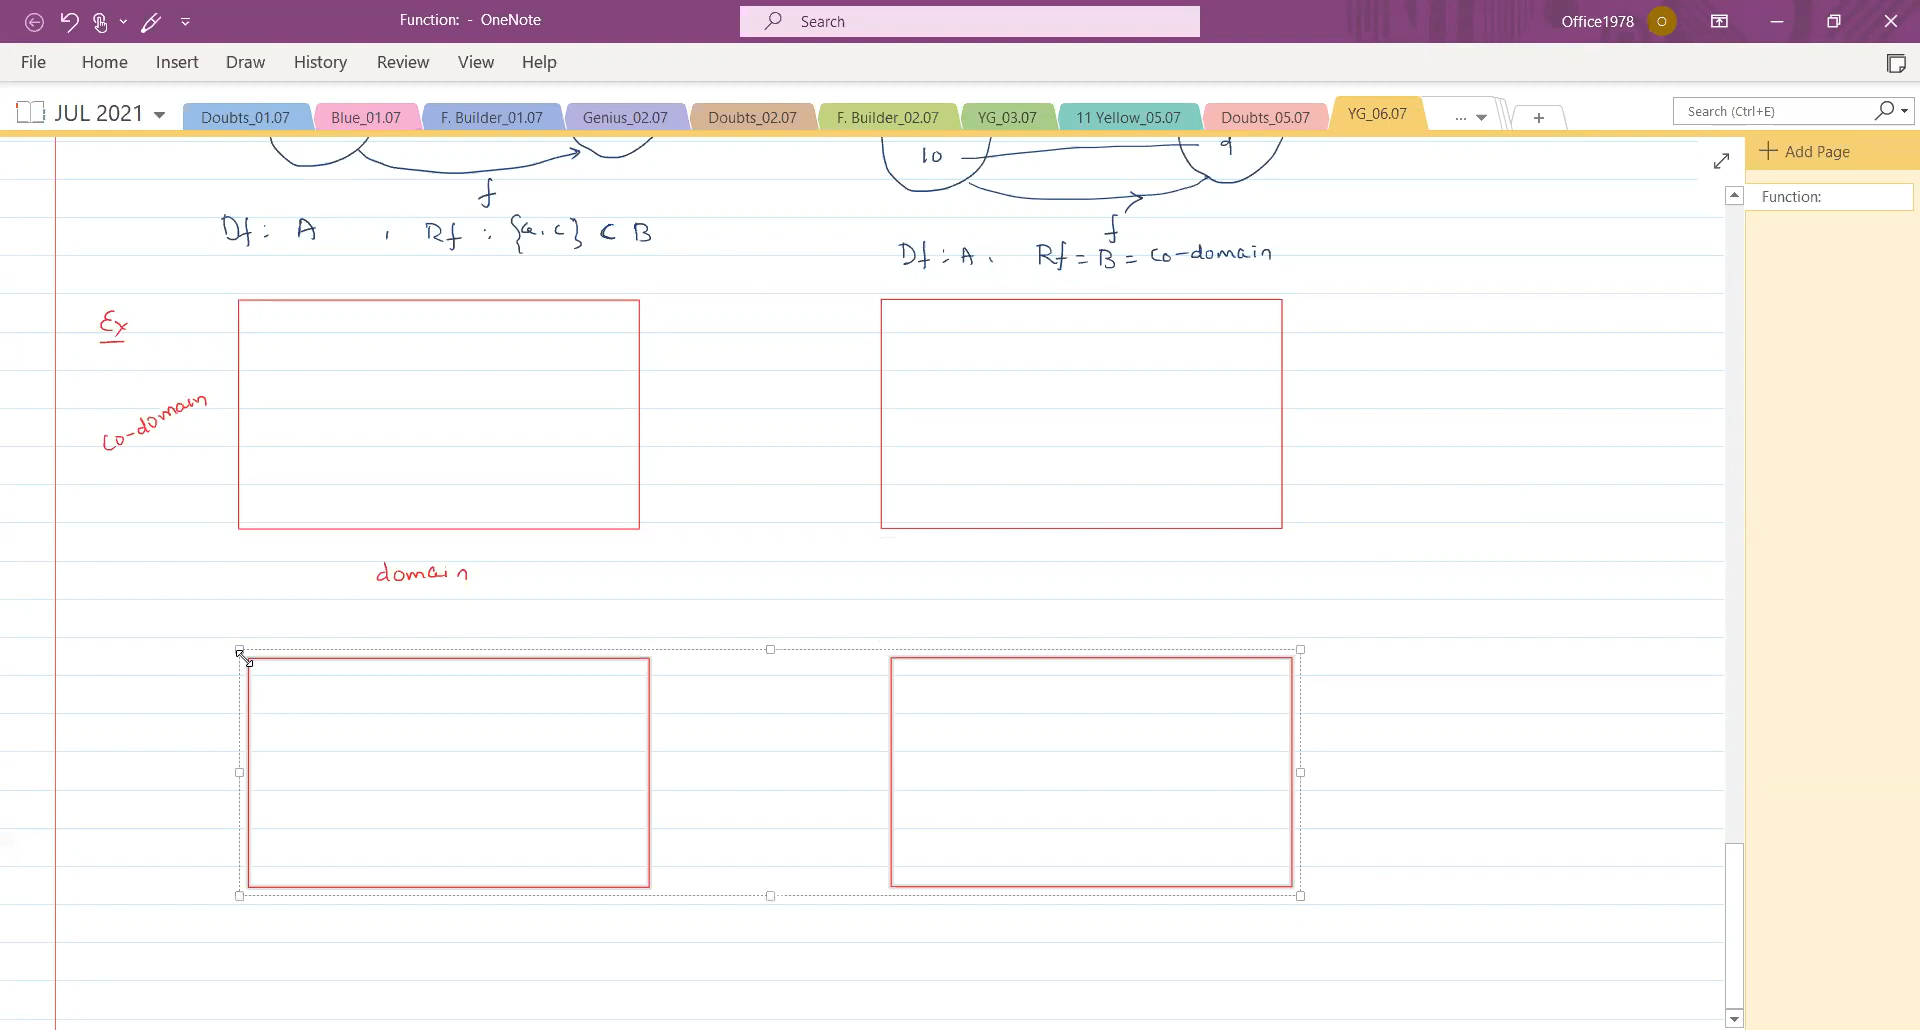 Function: - OneNote
Search
Office1978
O
File Home Insert Draw History Review View Help
JUL 2021
Doubts_01.07 Blue_01.07 F. Builder_01.07 Genius_02.07 Doubts_02.07 F. Builder_02.07 YG_03.07 11 Yellow_05.07 Doubts_05.07 YG_06.07 ...
Search (Ctrl+E)
Add Page
Function:
10 9
f
f
Df : A , Rf : {a, c} ⊂ B
Df : A , Rf = B = co-domain
Ex
co-domain
domain